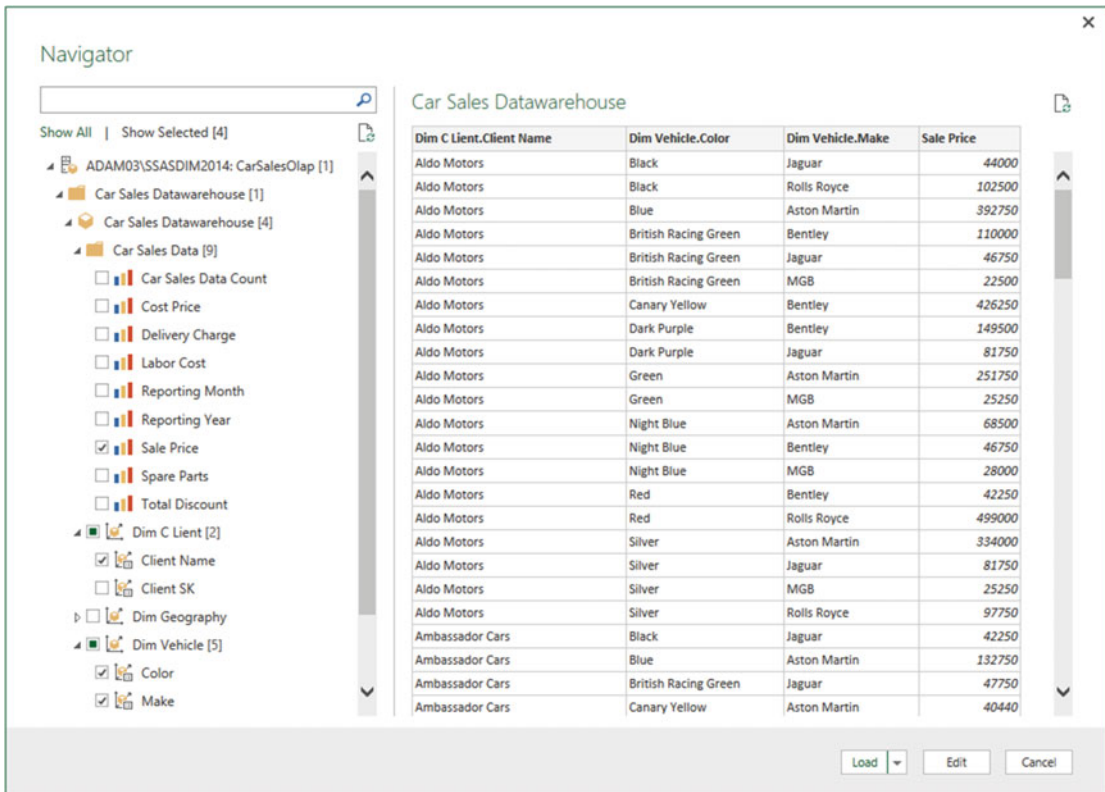 Navigator
Show All | Show Selected [4]
ADAM03\SSASDIM2014: CarSalesOlap [1]
Car Sales Datawarehouse [1]
Car Sales Datawarehouse [4]
Car Sales Data [9]
Car Sales Data Count
Cost Price
Delivery Charge
Labor Cost
Reporting Month
Reporting Year
Sale Price
Spare Parts
Total Discount
Dim C Lient [2]
Client Name
Client SK
Dim Geography
Dim Vehicle [5]
Color
Make
Car Sales Datawarehouse
Dim C Lient.Client Name Dim Vehicle.Color Dim Vehicle.Make Sale Price
Aldo Motors Black Jaguar 44000
Aldo Motors Black Rolls Royce 102500
Aldo Motors Blue Aston Martin 392750
Aldo Motors British Racing Green Bentley 110000
Aldo Motors British Racing Green Jaguar 46750
Aldo Motors British Racing Green MGB 22500
Aldo Motors Canary Yellow Bentley 426250
Aldo Motors Dark Purple Bentley 149500
Aldo Motors Dark Purple Jaguar 81750
Aldo Motors Green Aston Martin 251750
Aldo Motors Green MGB 25250
Aldo Motors Night Blue Aston Martin 68500
Aldo Motors Night Blue Bentley 46750
Aldo Motors Night Blue MGB 28000
Aldo Motors Red Bentley 42250
Aldo Motors Red Rolls Royce 499000
Aldo Motors Silver Aston Martin 334000
Aldo Motors Silver Jaguar 81750
Aldo Motors Silver MGB 25250
Aldo Motors Silver Rolls Royce 97750
Ambassador Cars Black Jaguar 42250
Ambassador Cars Blue Aston Martin 132750
Ambassador Cars British Racing Green Jaguar 47750
Ambassador Cars Canary Yellow Aston Martin 40440
Load Edit Cancel